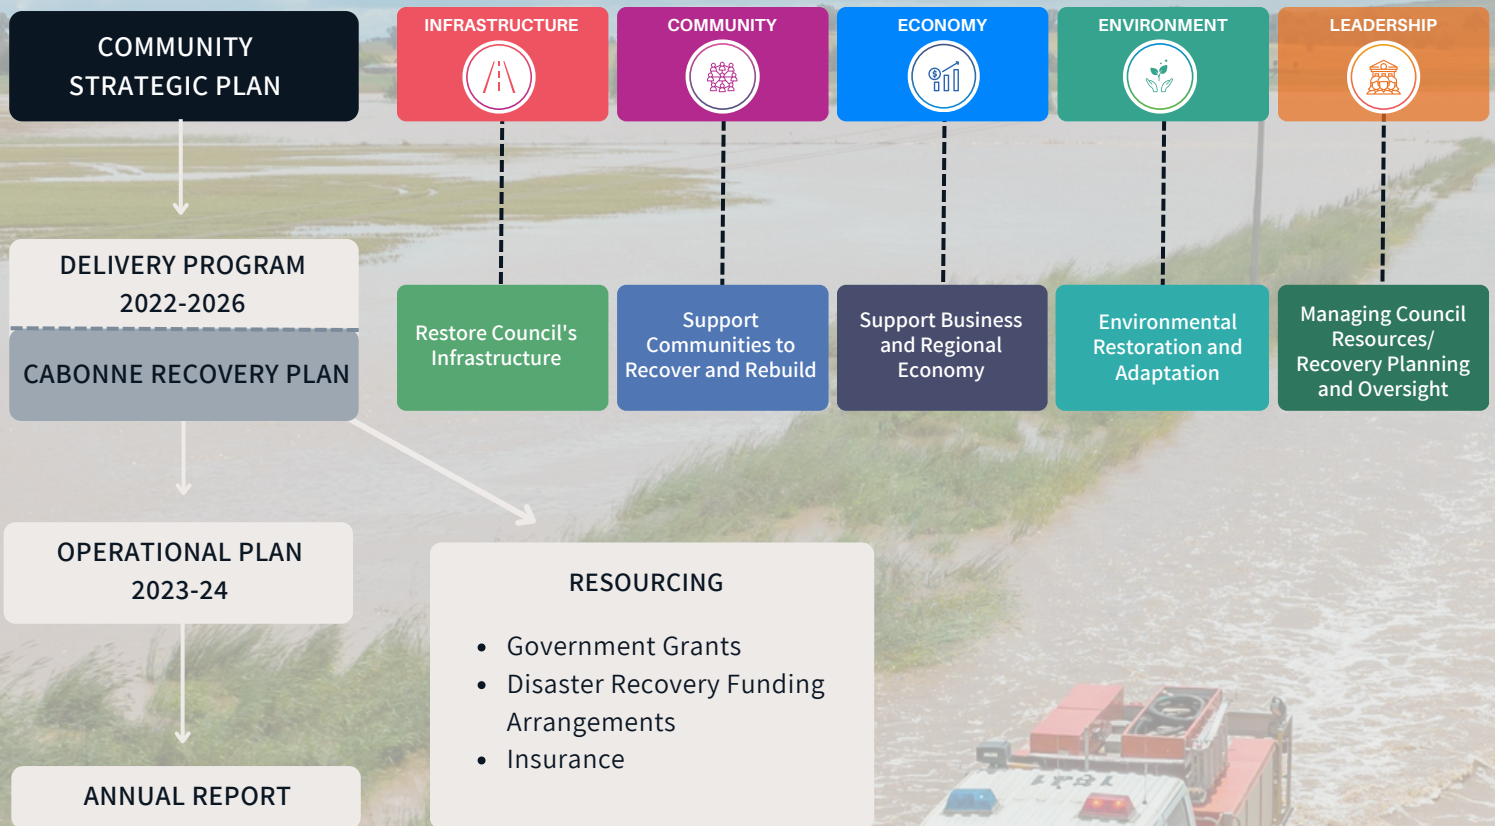 COMMUNITY
STRATEGIC PLAN
INFRASTRUCTURE
COMMUNITY
ECONOMY
ENVIRONMENT
LEADERSHIP
DELIVERY PROGRAM
2022-2026
CABONNE RECOVERY PLAN
Restore Council's
Infrastructure
Support
Communities to
Recover and Rebuild
Support Business
and Regional
Economy
Environmental
Restoration and
Adaptation
Managing Council
Resources/
Recovery Planning
and Oversight
OPERATIONAL PLAN
2023-24
ANNUAL REPORT
RESOURCING
• Government Grants
• Disaster Recovery Funding
Arrangements
• Insurance